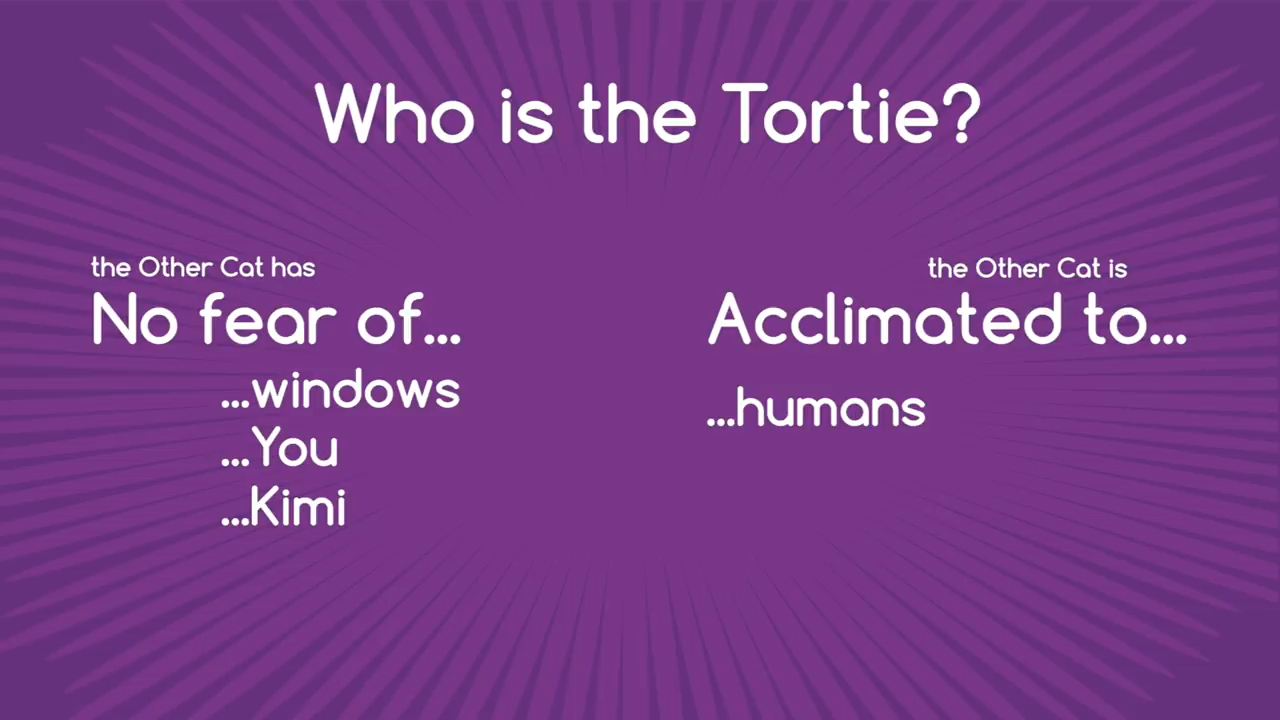 Who is the Tortie?
the Other Cat has
No fear of...
...windows
...You
...Kimi
the Other Cat is
Acclimated to...
...humans